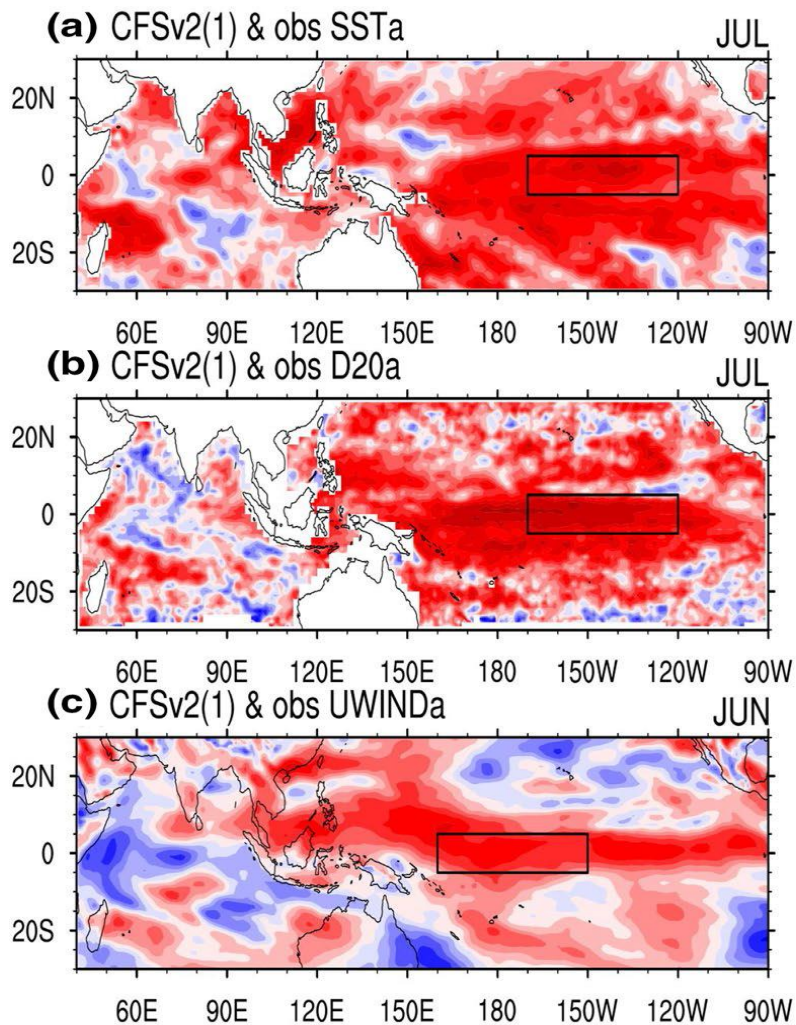 (a) CFSv2(1) & obs SSTa JUL
20N
0
20S
60E 90E 120E 150E 180 150W 120W 90W
(b) CFSv2(1) & obs D20a JUL
20N
0
20S
60E 90E 120E 150E 180 150W 120W 90W
(c) CFSv2(1) & obs UWINDa JUN
20N
0
20S
60E 90E 120E 150E 180 150W 120W 90W